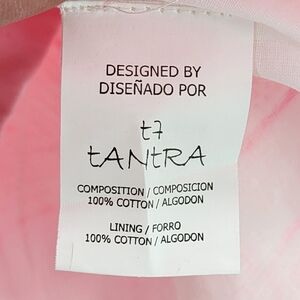 DESIGNED BY
DISEÑADO POR
t7
tANtRA
COMPOSITION / COMPOSICION
100% COTTON / ALGODON
LINING / FORRO
100% COTTON / ALGODON